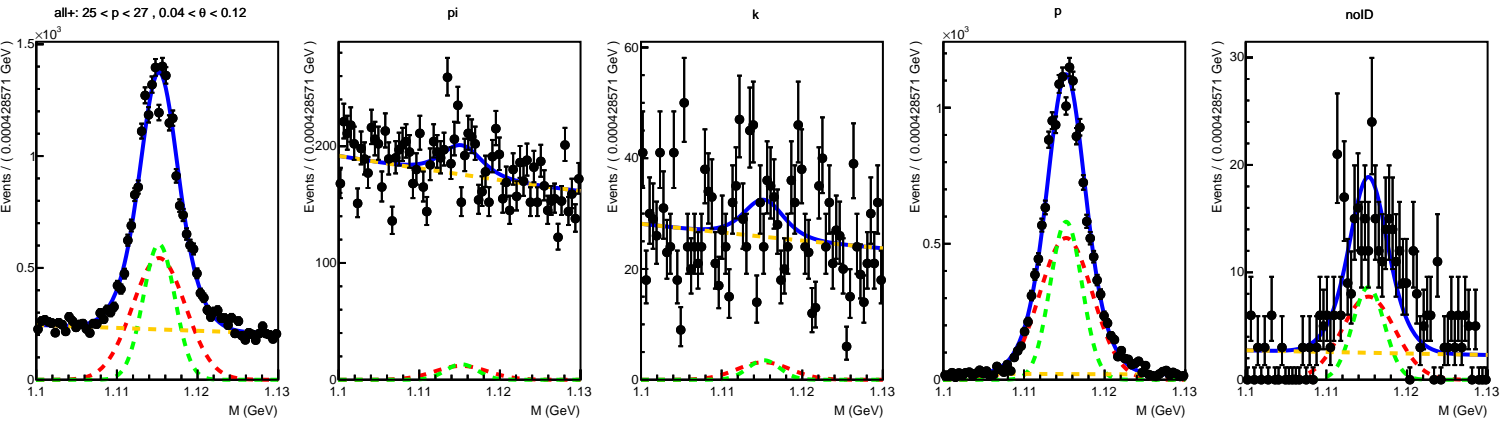 all+: 25 < p < 27 , 0.04 < θ < 0.12
×10³
1.5
1
0.5
0
1.1 1.11 1.12 1.13
M (GeV)
Events / ( 0.000428571 GeV )
pi
200
100
0
1.1 1.11 1.12 1.13
M (GeV)
Events / ( 0.000428571 GeV )
k
60
40
20
0
1.1 1.11 1.12 1.13
M (GeV)
Events / ( 0.000428571 GeV )
p
×10³
1
0.5
0
1.1 1.11 1.12 1.13
M (GeV)
Events / ( 0.000428571 GeV )
noID
30
20
10
0
1.1 1.11 1.12 1.13
M (GeV)
Events / ( 0.000428571 GeV )